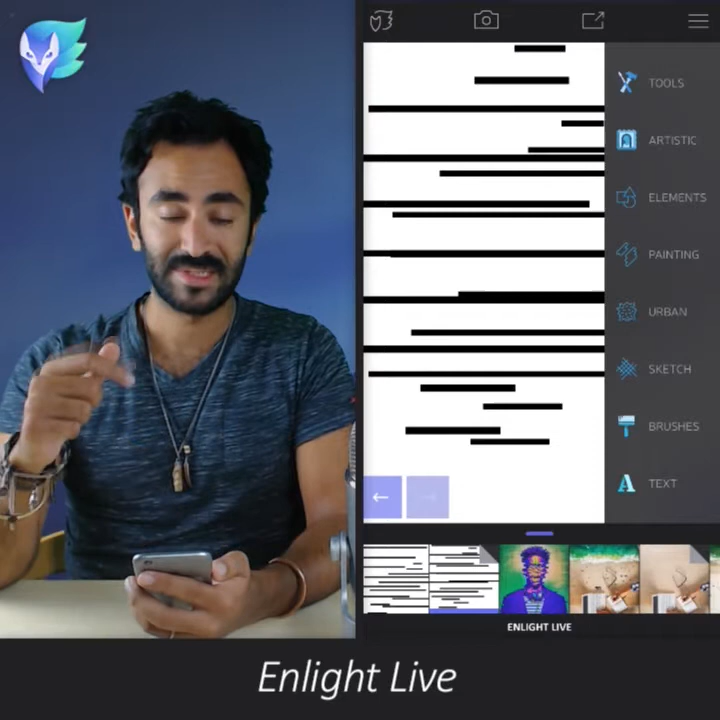 TOOLS
ARTISTIC
ELEMENTS
PAINTING
URBAN
SKETCH
BRUSHES
TEXT
ENLIGHT LIVE
Enlight Live